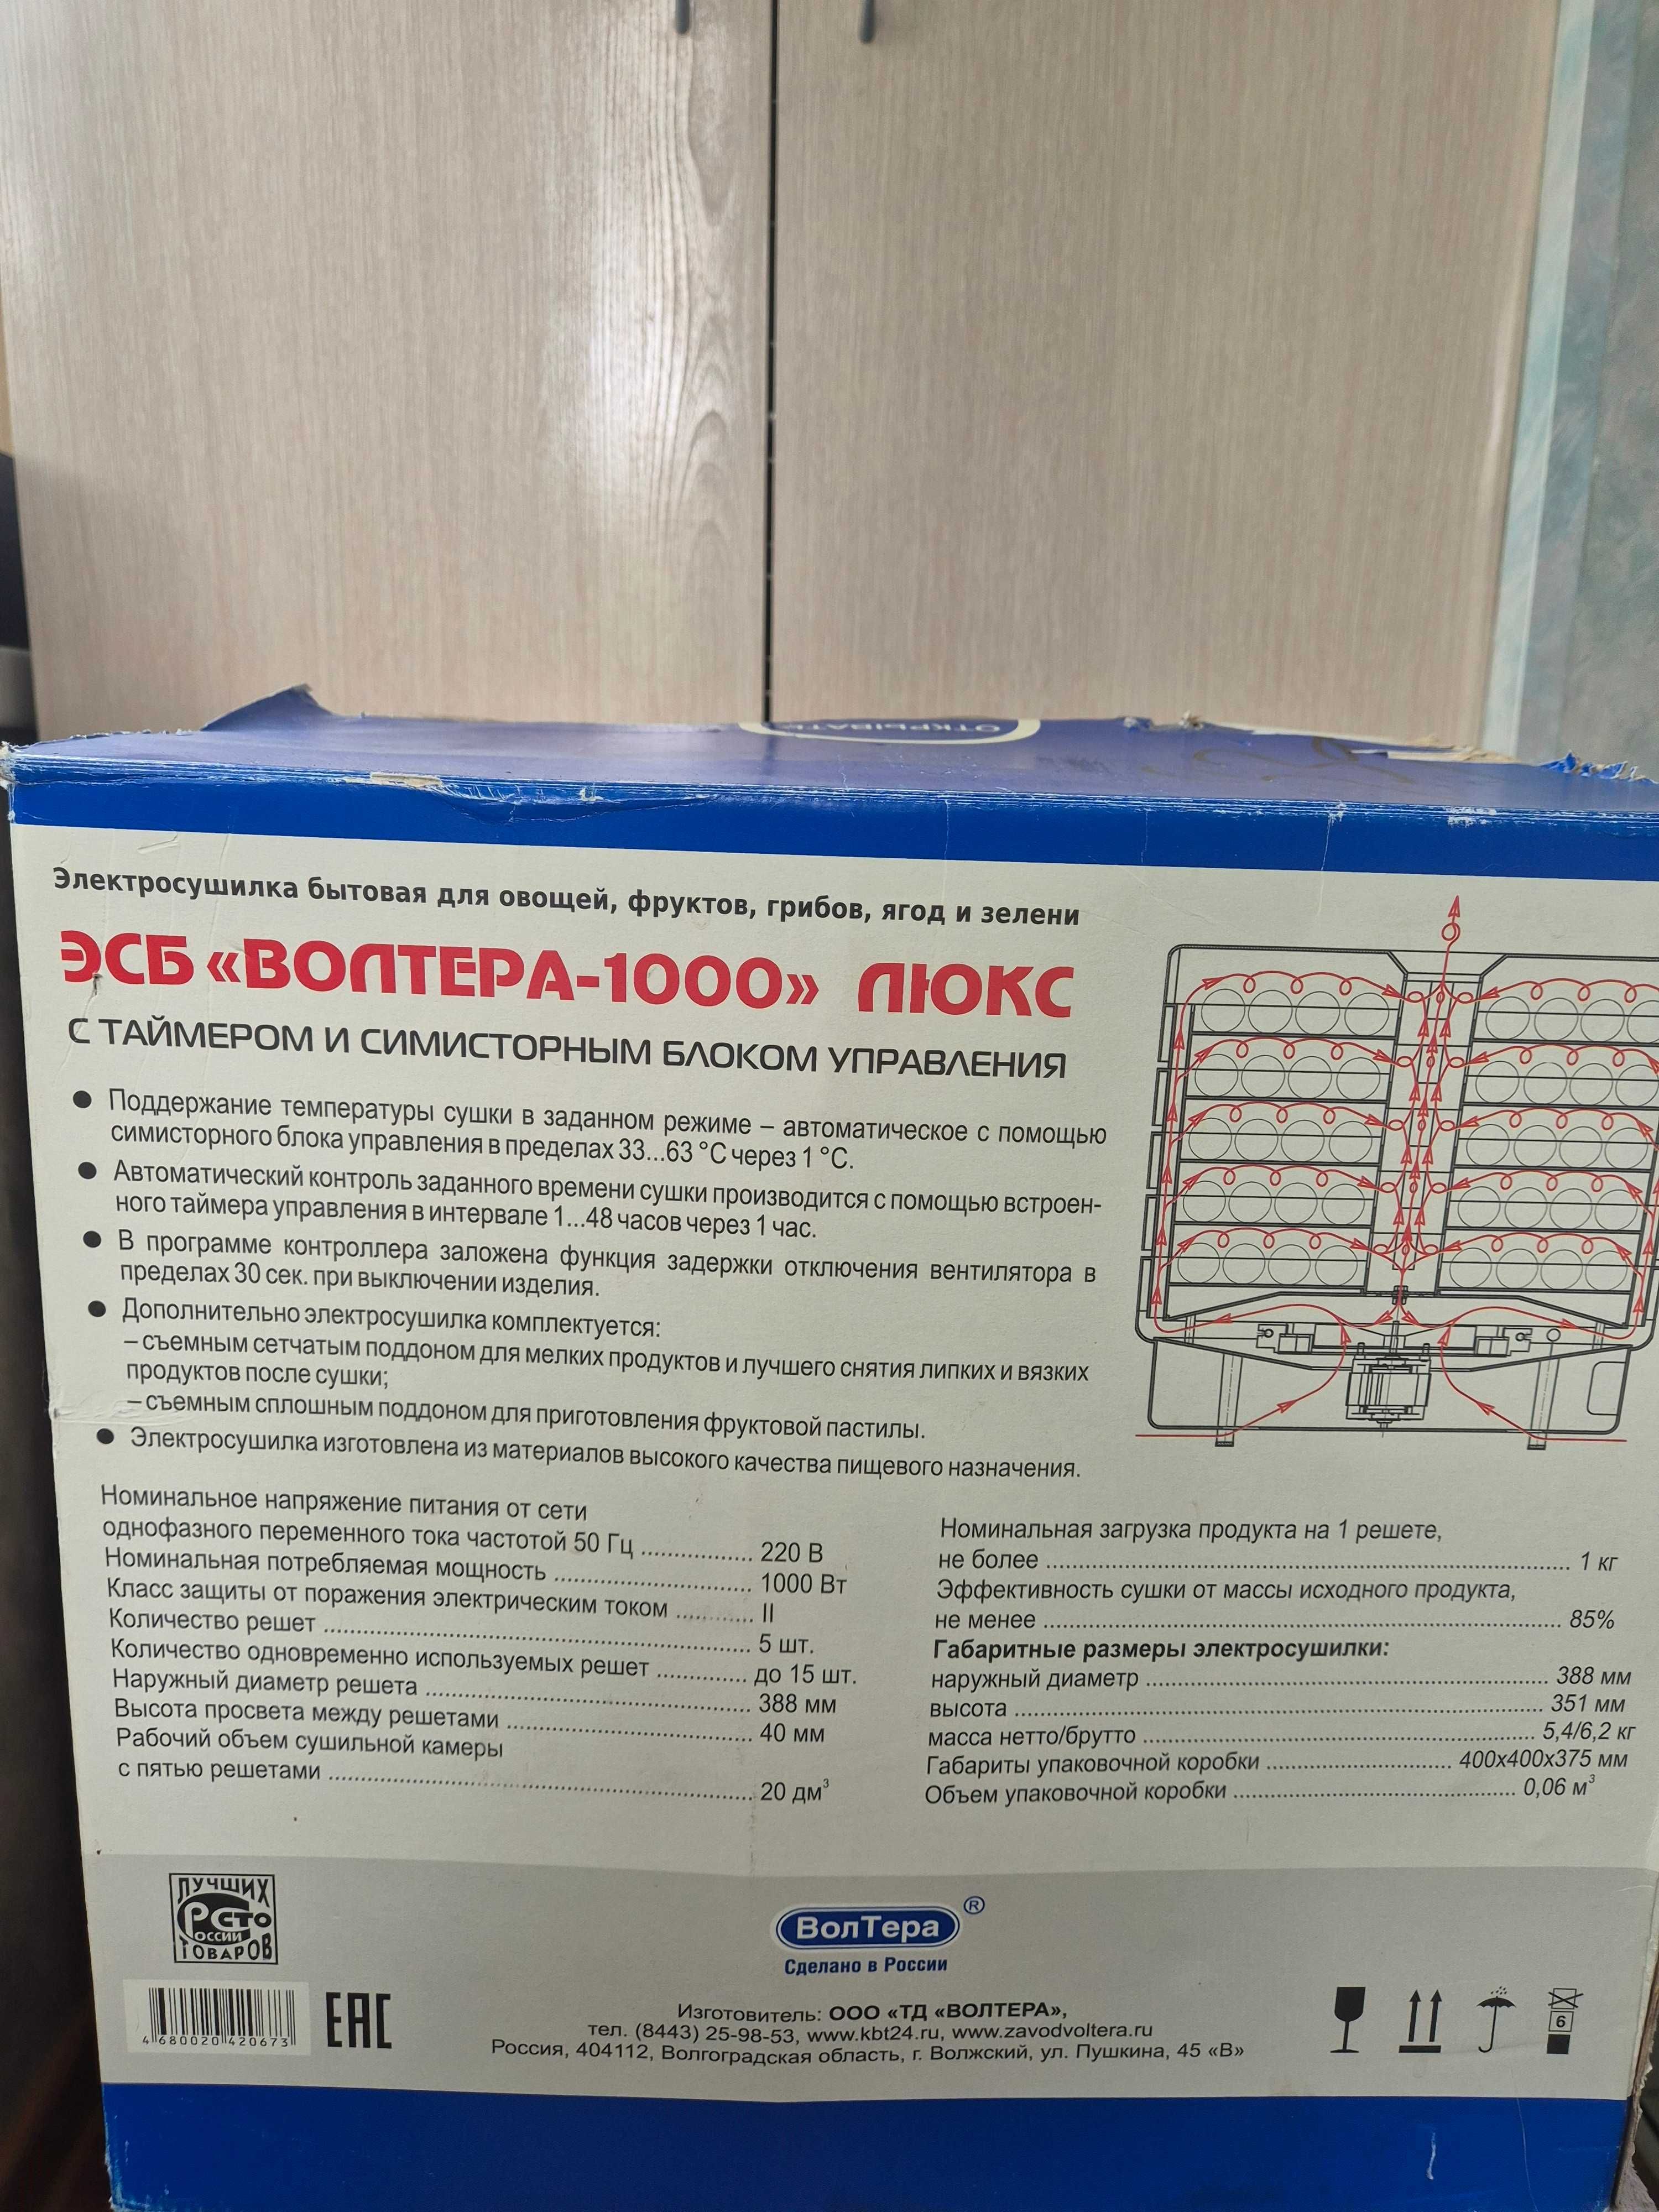 ОТКРЫВАТЬ
Электросушилка бытовая для овощей, фруктов, грибов, ягод и зелени
ЭСБ «ВОЛТЕРА-1000» ЛЮКС
С ТАЙМЕРОМ И СИМИСТОРНЫМ БЛОКОМ УПРАВЛЕНИЯ
● Поддержание температуры сушки в заданном режиме – автоматическое с помощью
симисторного блока управления в пределах 33...63 °С через 1 °С.
● Автоматический контроль заданного времени сушки производится с помощью встроен-
ного таймера управления в интервале 1...48 часов через 1 час.
● В программе контроллера заложена функция задержки отключения вентилятора в
пределах 30 сек. при выключении изделия.
● Дополнительно электросушилка комплектуется:
– съемным сетчатым поддоном для мелких продуктов и лучшего снятия липких и вязких
продуктов после сушки;
– съемным сплошным поддоном для приготовления фруктовой пастилы.
● Электросушилка изготовлена из материалов высокого качества пищевого назначения.
Номинальное напряжение питания от сети
однофазного переменного тока частотой 50 Гц ................. 220 В
Номинальная потребляемая мощность ............................. 1000 Вт
Класс защиты от поражения электрическим током ............ II
Количество решет .............................................................. 5 шт.
Количество одновременно используемых решет .............. до 15 шт.
Наружный диаметр решета ................................................ 388 мм
Высота просвета между решетами .................................... 40 мм
Рабочий объем сушильной камеры
с пятью решетами .............................................................. 20 дм³
Номинальная загрузка продукта на 1 решете,
не более .............................................................................. 1 кг
Эффективность сушки от массы исходного продукта,
не менее .............................................................................. 85%
Габаритные размеры электросушилки:
наружный диаметр ............................................................ 388 мм
высота ................................................................................ 351 мм
масса нетто/брутто ......................................................... 5,4/6,2 кг
Габариты упаковочной коробки ........................... 400x400x375 мм
Объем упаковочной коробки ........................................... 0,06 м³
ЛУЧШИХ
РСТО
ОССИИ
ТОВАРОВ
ВолТера ®
Сделано в России
4 680020 420673
ЕАС
Изготовитель: ООО «ТД «ВОЛТЕРА»,
тел. (8443) 25-98-53, www.kbt24.ru, www.zavodvoltera.ru
Россия, 404112, Волгоградская область, г. Волжский, ул. Пушкина, 45 «В»
6